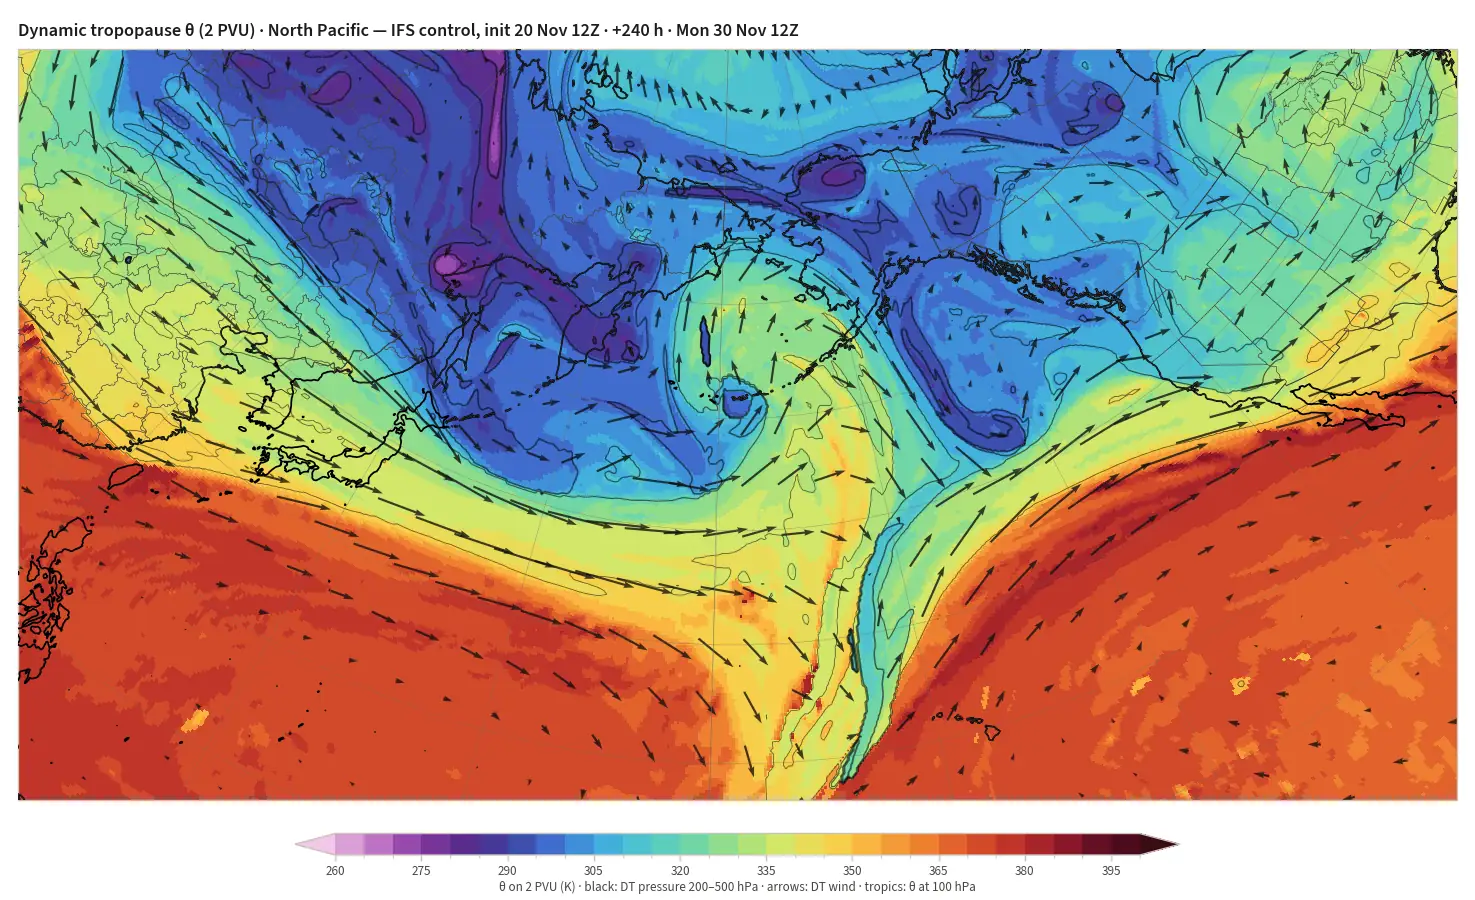 Dynamic tropopause θ (2 PVU) · North Pacific — IFS control, init 20 Nov 12Z · +240 h · Mon 30 Nov 12Z
260 275 290 305 320 335 350 365 380 395
θ on 2 PVU (K) · black: DT pressure 200–500 hPa · arrows: DT wind · tropics: θ at 100 hPa